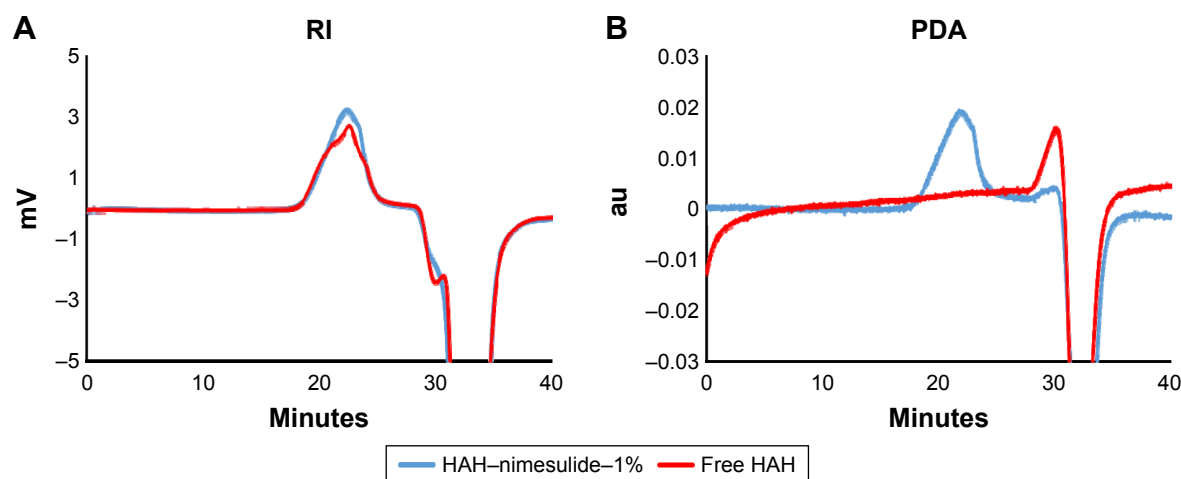 A
RI
5
3
1
–1
–3
–5
mV
0
10
20
30
40
Minutes
B
PDA
0.03
0.02
0.01
0
–0.01
–0.02
–0.03
au
0
10
20
30
40
Minutes
HAH–nimesulide–1%
Free HAH